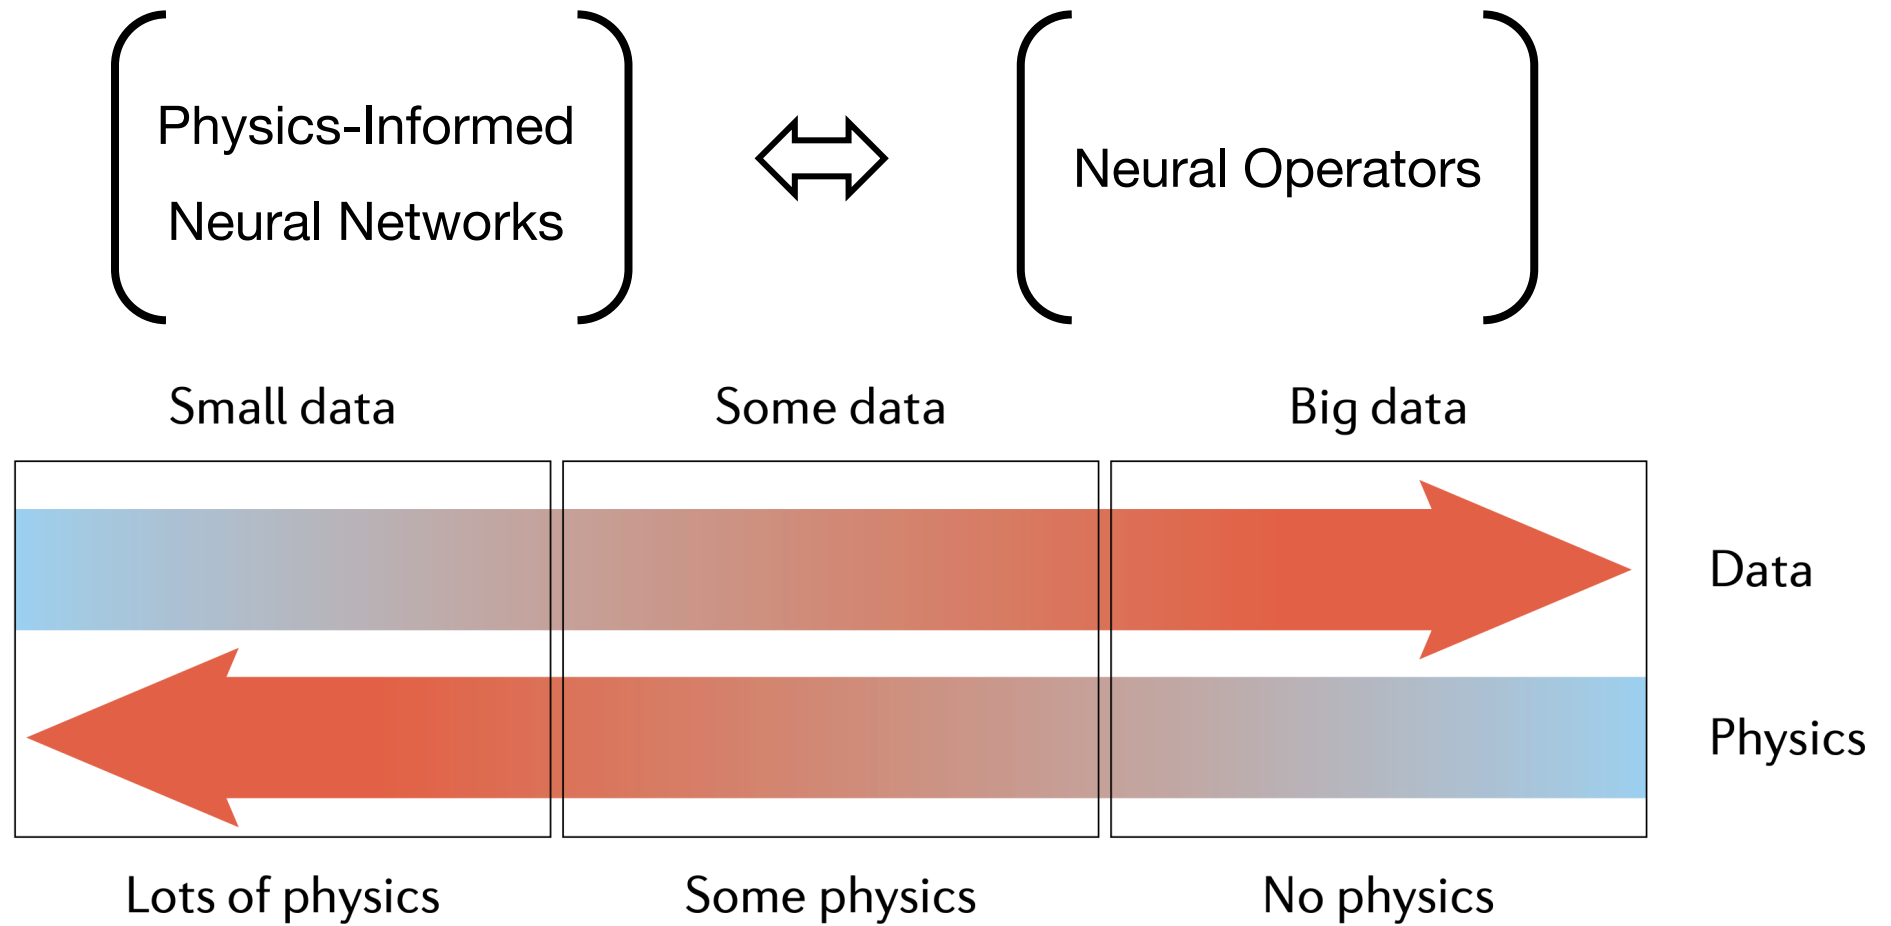 Physics-Informed
Neural Networks
Neural Operators
Small data
Some data
Big data
Data
Physics
Lots of physics
Some physics
No physics